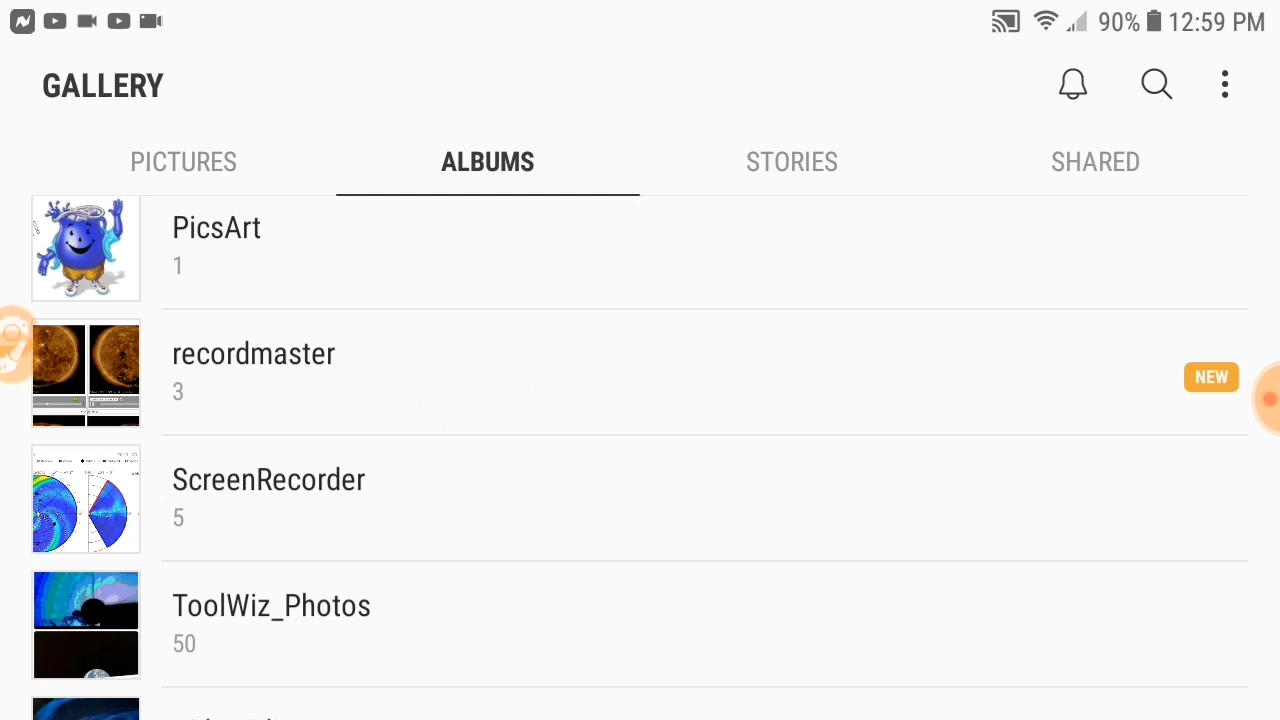 90% 12:59 PM
GALLERY
PICTURES ALBUMS STORIES SHARED
PicsArt
1
recordmaster
3
NEW
ScreenRecorder
5
ToolWiz_Photos
50